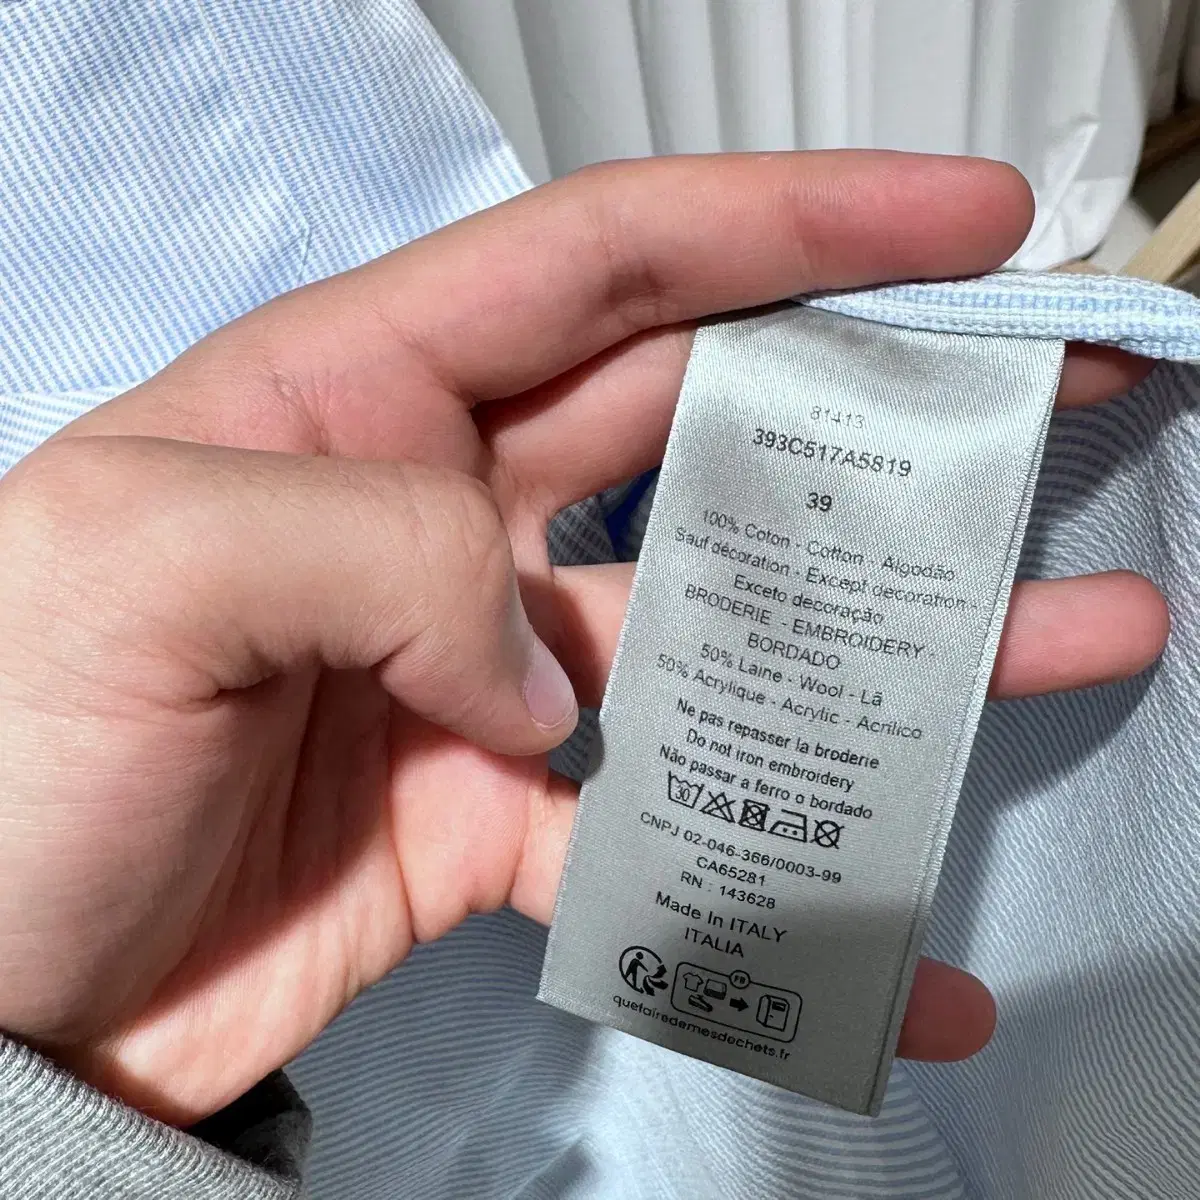 81413
393C517A5819
39
100% Coton - Cotton - Algodão
Sauf décoration - Except decoration -
Exceto decoração
BRODERIE - EMBROIDERY -
BORDADO
50% Laine - Wool - Lã
50% Acrylique - Acrylic - Acrílico
Ne pas repasser la broderie
Do not iron embroidery
Não passar a ferro o bordado
30
CNPJ 02-046-366/0003-99
CA65281
RN : 143628
Made In ITALY
ITALIA
FR
quefairedemesdechets.fr